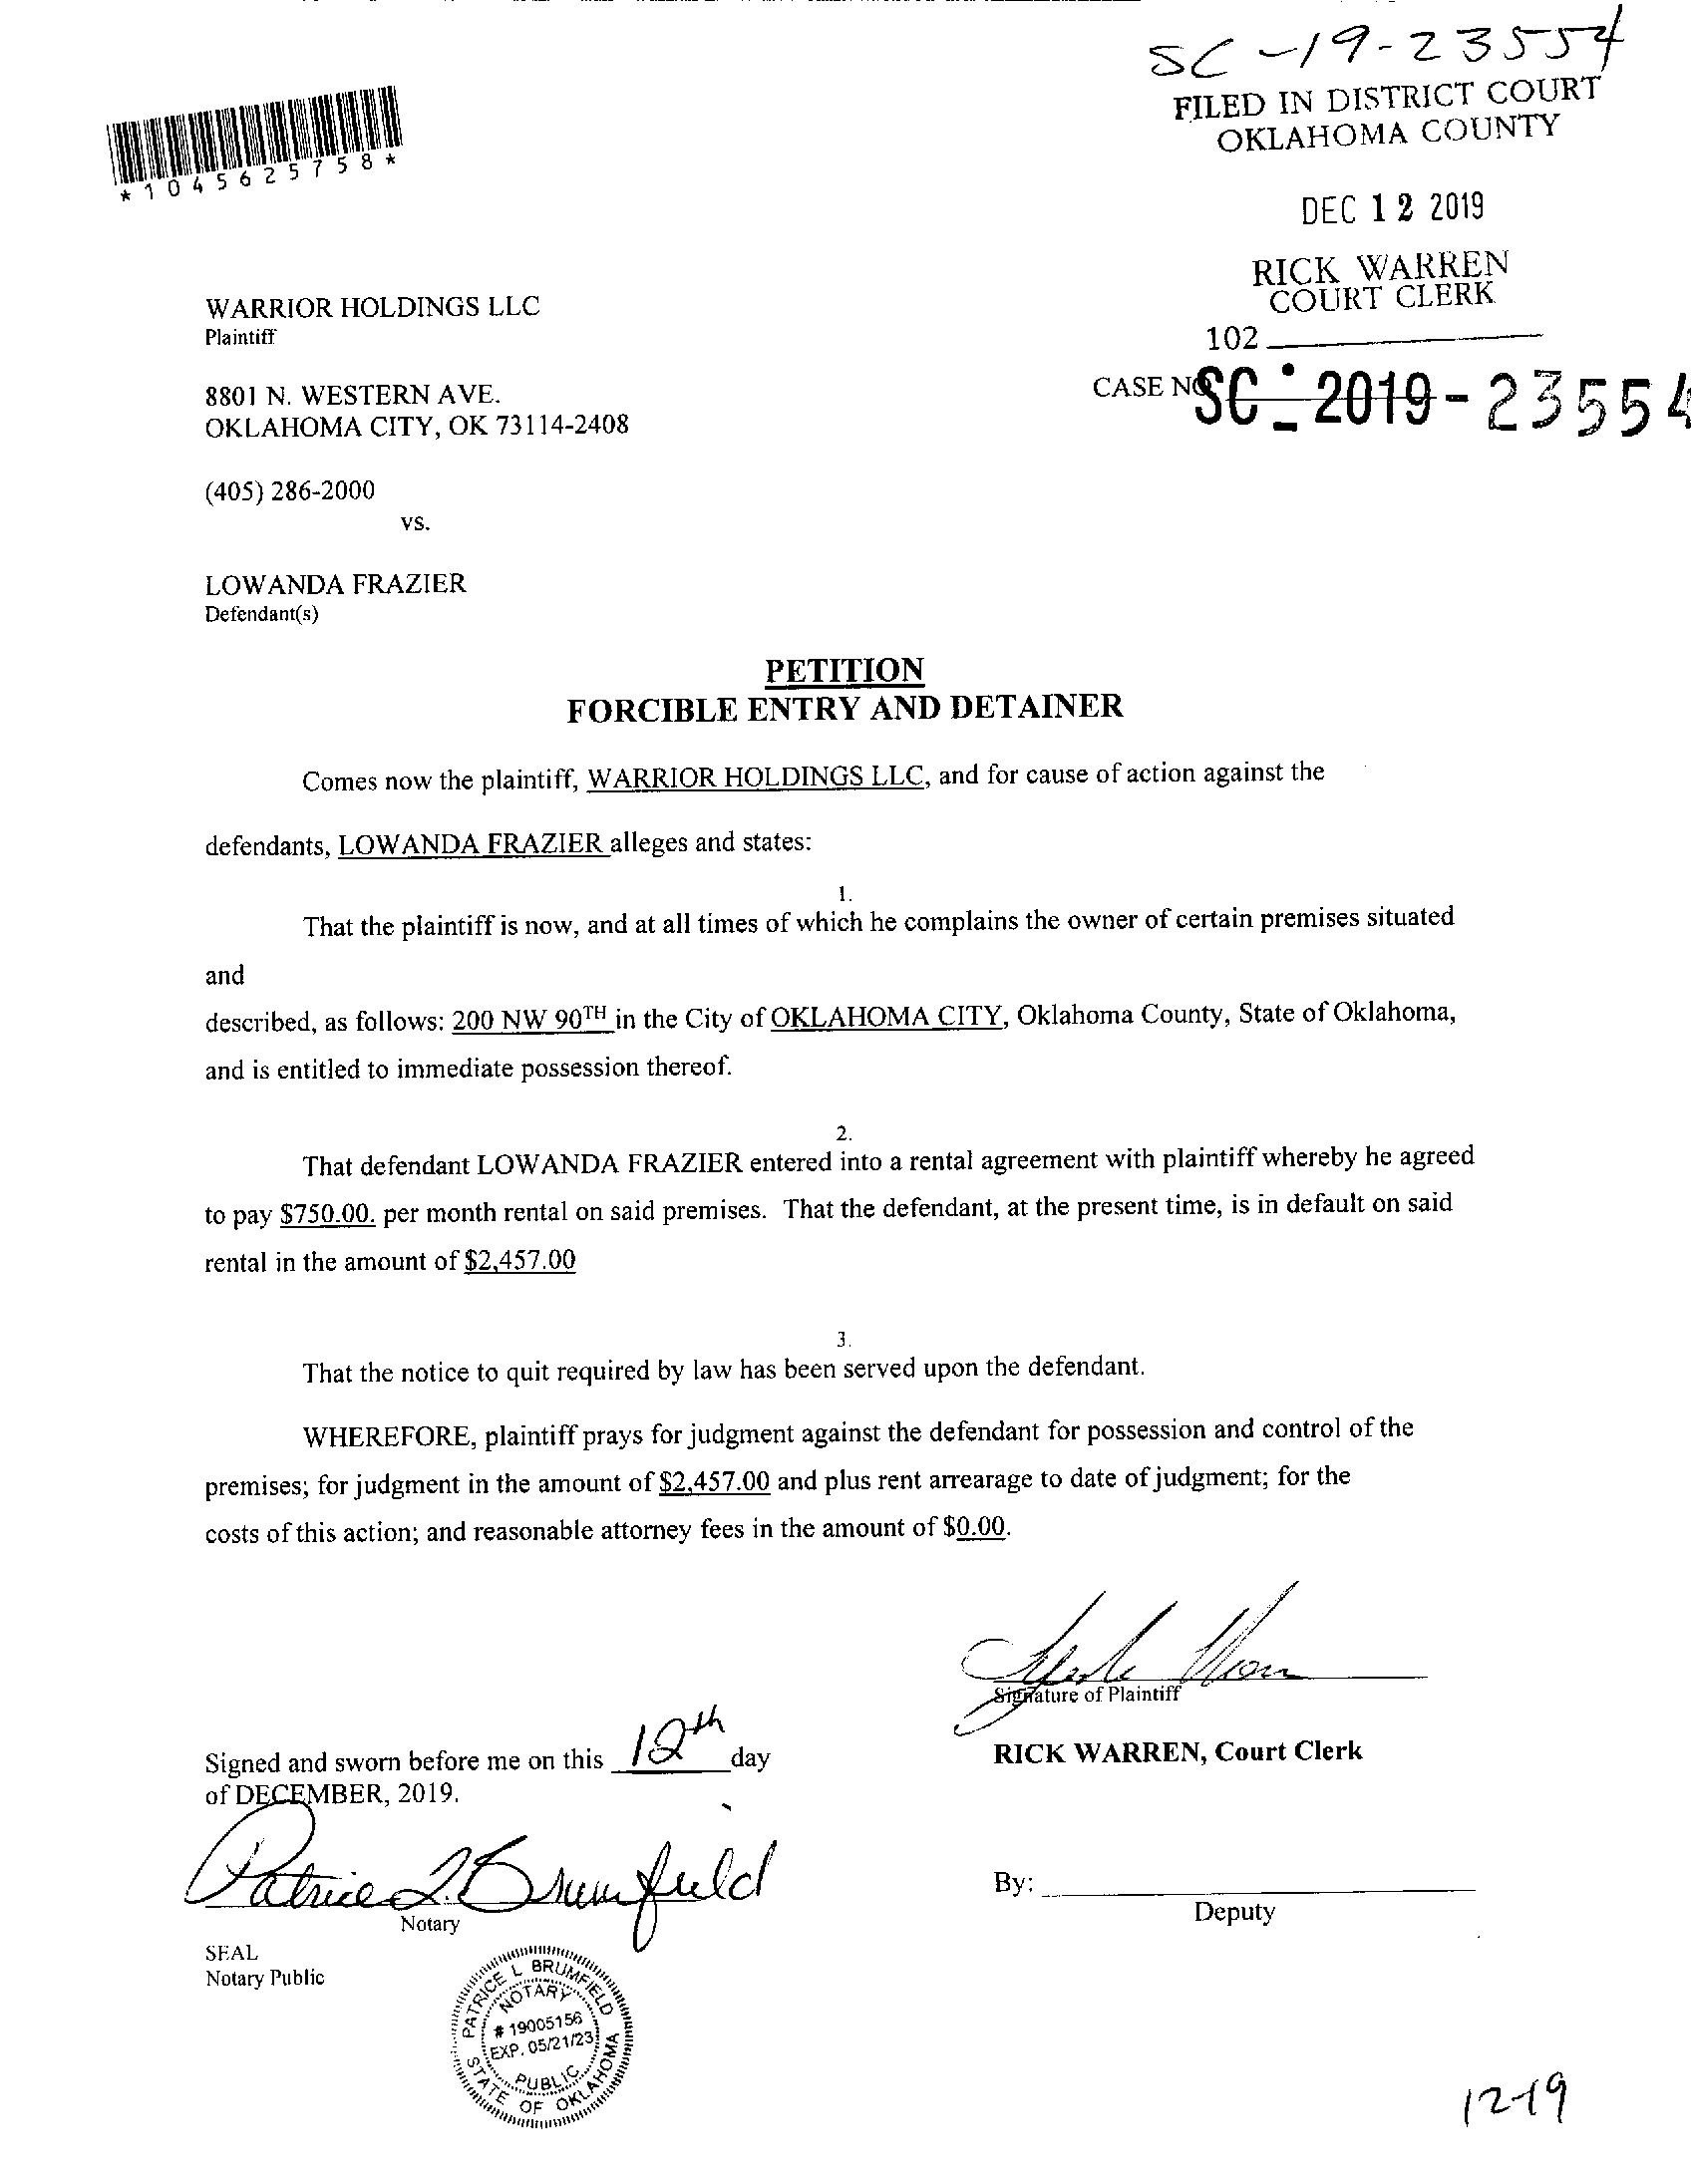 SC-19-23554
FILED IN DISTRICT COURT
OKLAHOMA COUNTY
*1045625758*
DEC 12 2019
RICK WARREN
COURT CLERK
102
WARRIOR HOLDINGS LLC
Plaintiff
8801 N. WESTERN AVE.
OKLAHOMA CITY, OK 73114-2408
CASE NO SC-2019-23554
(405) 286-2000
vs.
LOWANDA FRAZIER
Defendant(s)
PETITION
FORCIBLE ENTRY AND DETAINER
Comes now the plaintiff, WARRIOR HOLDINGS LLC, and for cause of action against the
defendants, LOWANDA FRAZIER alleges and states:
1.
That the plaintiff is now, and at all times of which he complains the owner of certain premises situated
and
described, as follows: 200 NW 90TH in the City of OKLAHOMA CITY, Oklahoma County, State of Oklahoma,
and is entitled to immediate possession thereof.
2.
That defendant LOWANDA FRAZIER entered into a rental agreement with plaintiff whereby he agreed
to pay $750.00. per month rental on said premises. That the defendant, at the present time, is in default on said
rental in the amount of $2,457.00
3.
That the notice to quit required by law has been served upon the defendant.
WHEREFORE, plaintiff prays for judgment against the defendant for possession and control of the
premises; for judgment in the amount of $2,457.00 and plus rent arrearage to date of judgment; for the
costs of this action; and reasonable attorney fees in the amount of $0.00.
Signature of Plaintiff
Signed and sworn before me on this 12th day
of DECEMBER, 2019.
RICK WARREN, Court Clerk
Patrice L Brumfield
Notary
By:
Deputy
SEAL
Notary Public
PATRICE L BRUMFIELD
NOTARY
# 19005156
EXP. 05/21/23
PUBLIC
STATE OF OKLAHOMA
12-19